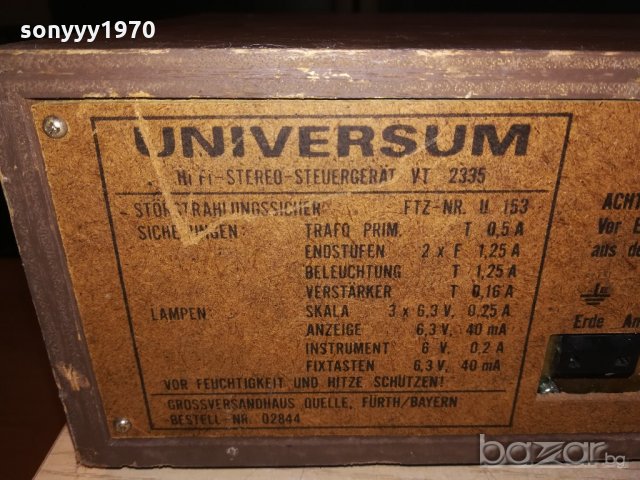 sonyyy1970
UNIVERSUM
HI FI-STEREO-STEUERGERÄT VT 2335
STÖRSTRAHLUNGSSICHER FTZ-NR. U 153
SICHERUNGEN: TRAFO PRIM. T 0,5 A
ENDSTUFEN 2 x F 1,25 A
BELEUCHTUNG T 1,25 A
VERSTÄRKER T 0,16 A
LAMPEN: SKALA 3 x 6,3 V, 0,25 A
ANZEIGE 6,3 V, 40 mA
INSTRUMENT 6 V, 0,2 A
FIXTASTEN 6,3 V, 40 mA
VOR FEUCHTIGKEIT UND HITZE SCHÜTZEN!
GROSSVERSANDHAUS QUELLE, FÜRTH/BAYERN
BESTELL-NR. 02844
ACHT
Vor E
aus de
Erde An
bazar.bg